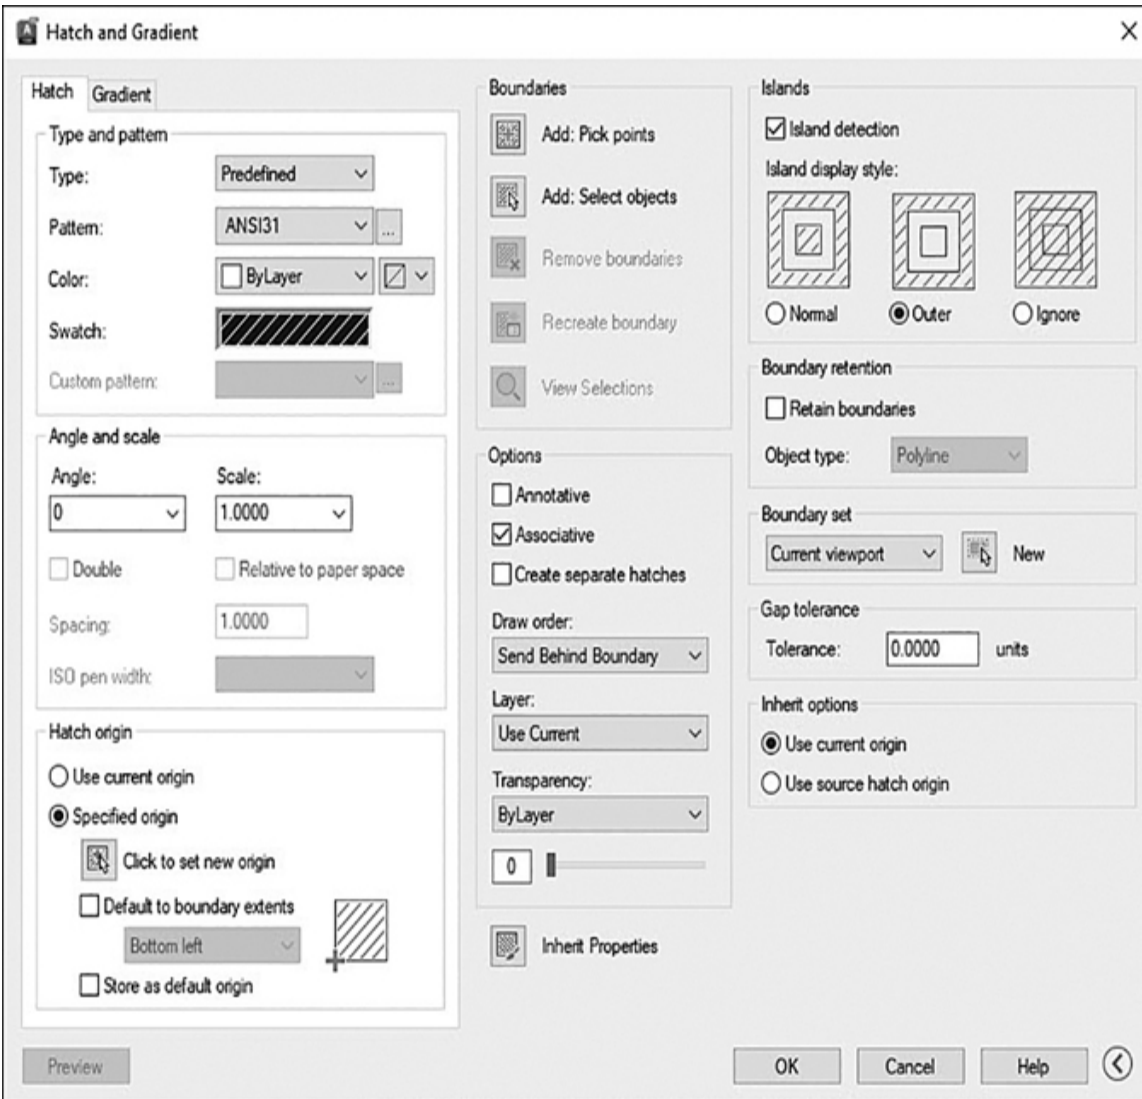 Hatch and Gradient
Hatch
Gradient
Type and pattern
Type:
Predefined
Pattern:
ANSI31
...
Color:
ByLayer
Swatch:
Custom pattern:
...
Angle and scale
Angle:
Scale:
0
1.0000
Double
Relative to paper space
Spacing:
1.0000
ISO pen width:
Hatch origin
Use current origin
Specified origin
Click to set new origin
Default to boundary extents
Bottom left
Store as default origin
Preview
Boundaries
Add: Pick points
Add: Select objects
Remove boundaries
Recreate boundary
View Selections
Options
Annotative
Associative
Create separate hatches
Draw order:
Send Behind Boundary
Layer:
Use Current
Transparency:
ByLayer
0
Inherit Properties
Islands
Island detection
Island display style:
Normal
Outer
Ignore
Boundary retention
Retain boundaries
Object type:
Polyline
Boundary set
Current viewport
New
Gap tolerance
Tolerance:
0.0000
units
Inherit options
Use current origin
Use source hatch origin
OK
Cancel
Help